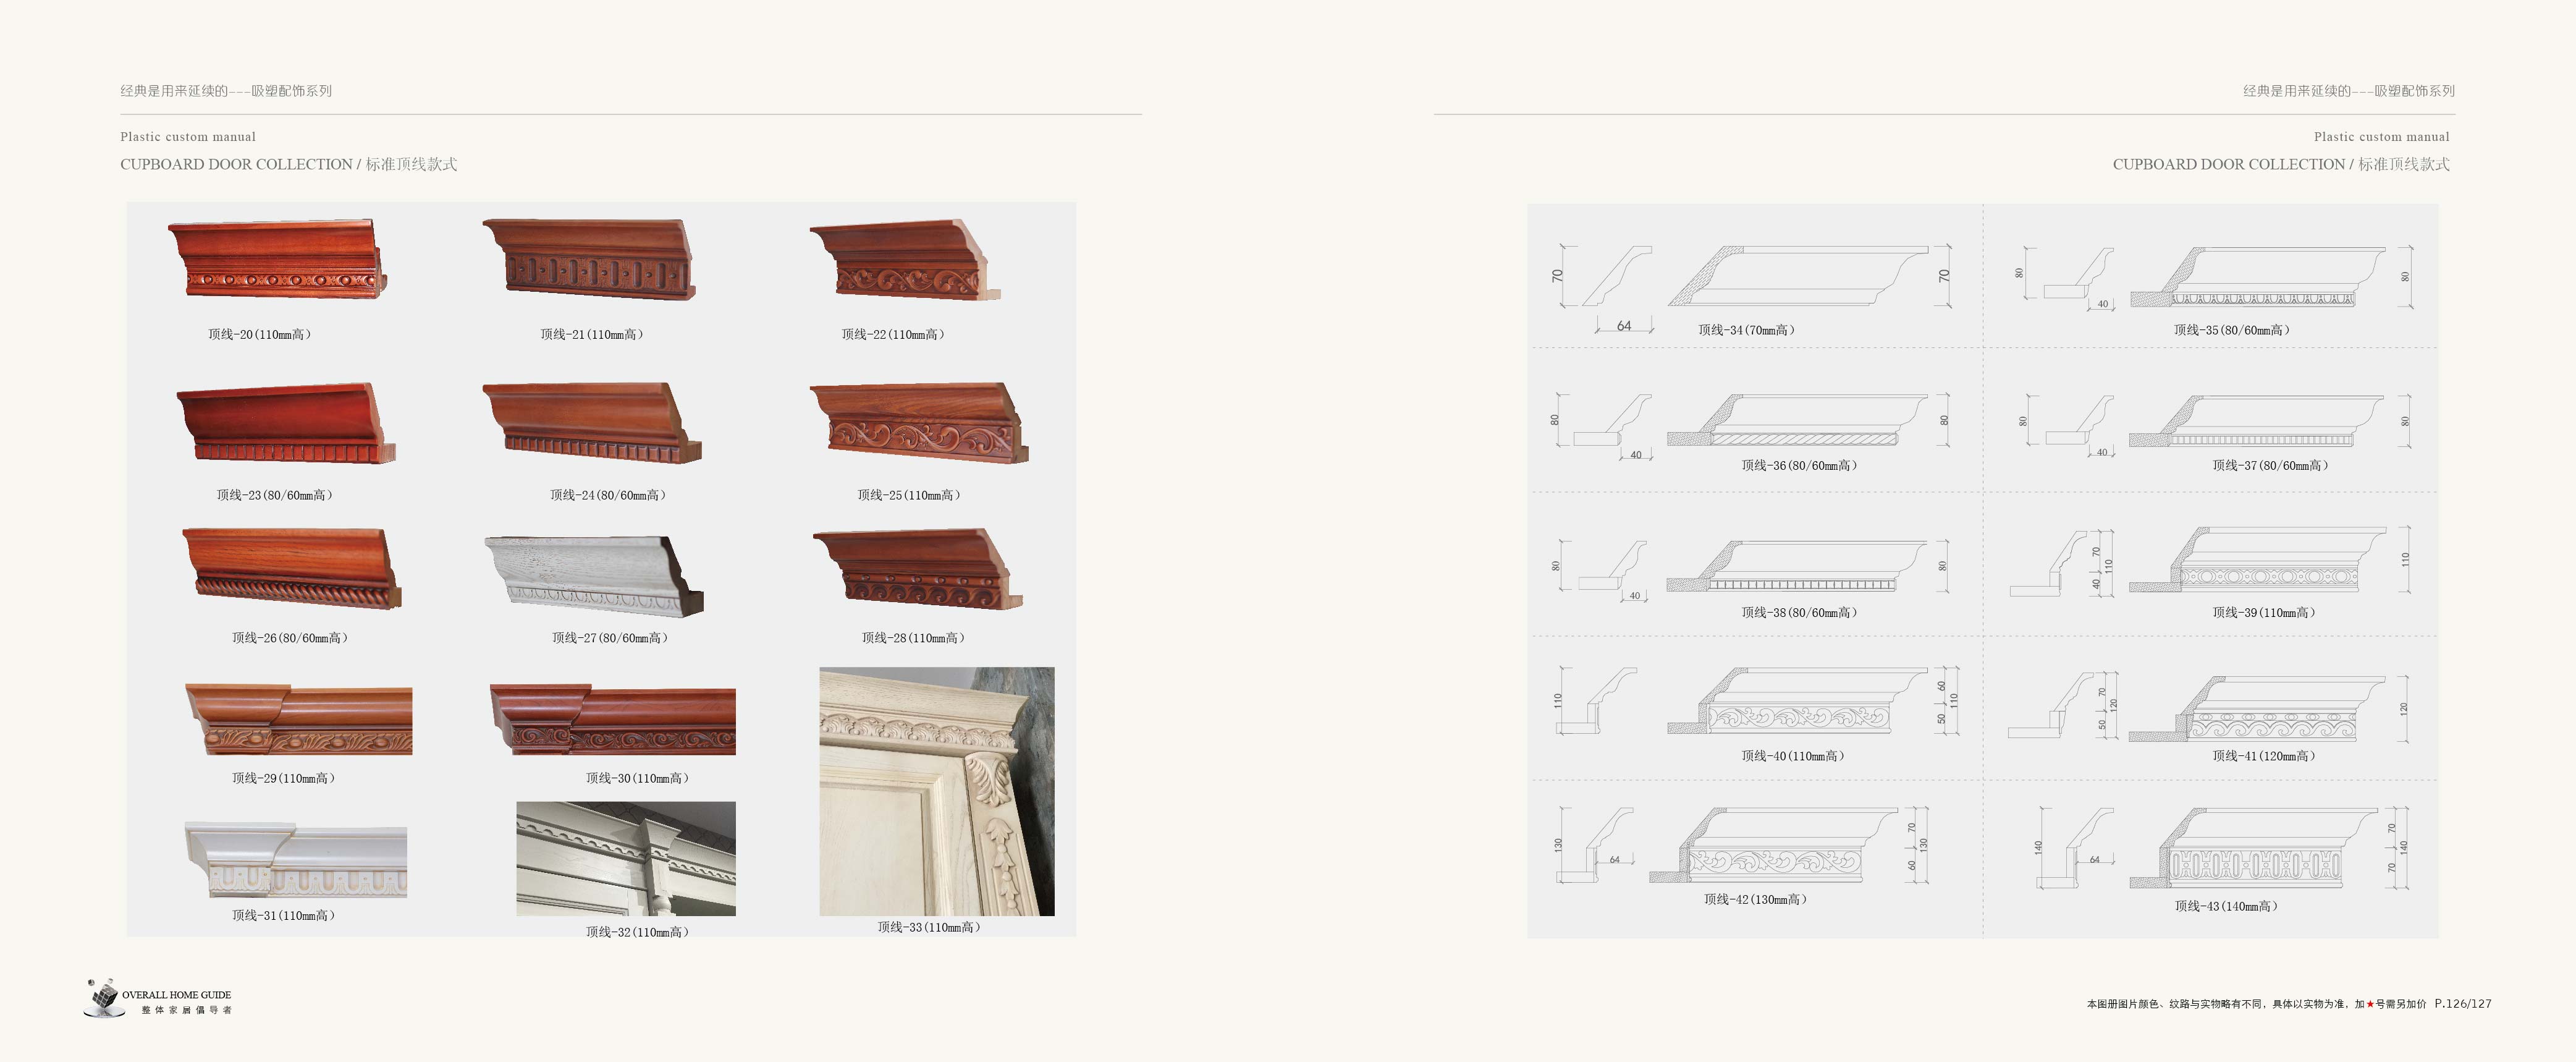 经典是用来延续的---吸塑配饰系列
Plastic custom manual
CUPBOARD DOOR COLLECTION / 标准顶线款式
顶线-20(110mm高)
顶线-21(110mm高)
顶线-22(110mm高)
顶线-23(80/60mm高)
顶线-24(80/60mm高)
顶线-25(110mm高)
顶线-26(80/60mm高)
顶线-27(80/60mm高)
顶线-28(110mm高)
顶线-29(110mm高)
顶线-30(110mm高)
顶线-31(110mm高)
顶线-32(110mm高)
顶线-33(110mm高)
OVERALL HOME GUIDE
整体家居倡导者
经典是用来延续的---吸塑配饰系列
Plastic custom manual
CUPBOARD DOOR COLLECTION / 标准顶线款式
70
64
70
顶线-34(70mm高)
80
40
80
顶线-35(80/60mm高)
80
40
80
顶线-36(80/60mm高)
80
40
80
顶线-37(80/60mm高)
80
40
80
顶线-38(80/60mm高)
70
40
110
110
顶线-39(110mm高)
110
60
50
110
顶线-40(110mm高)
70
50
120
120
顶线-41(120mm高)
130
64
70
60
130
顶线-42(130mm高)
140
64
70
70
140
顶线-43(140mm高)
本图册图片颜色、纹路与实物略有不同，具体以实物为准，加★号需另加价 P.126/127